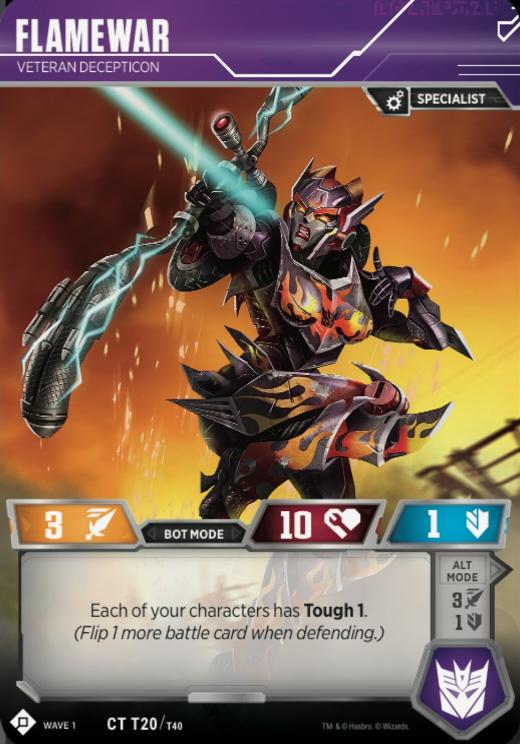 FLAMEWAR
VETERAN DECEPTICON
SPECIALIST
3
BOT MODE
10
1
ALT
MODE
3
1
Each of your characters has Tough 1.
(Flip 1 more battle card when defending.)
WAVE 1 CT T20/T40
TM & © Hasbro. © Wizards.